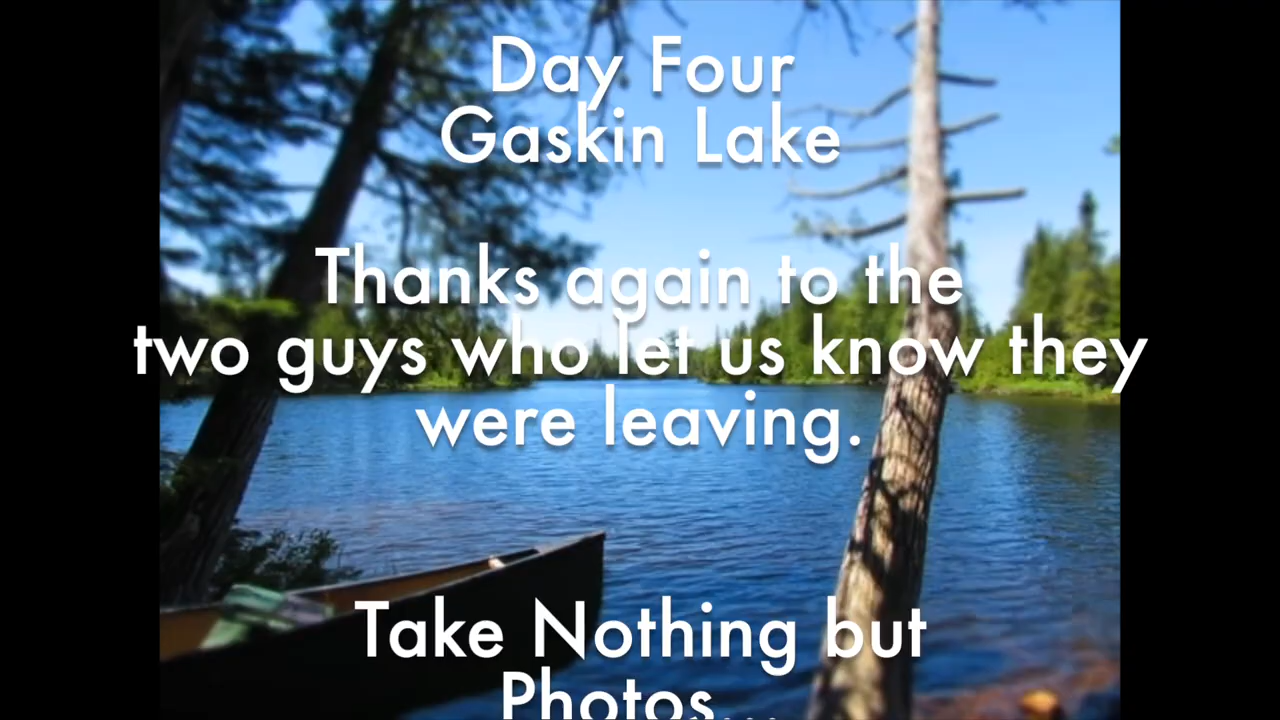 Day Four
Gaskin Lake
Thanks again to the
two guys who let us know they
were leaving.
Take Nothing but
Photos...